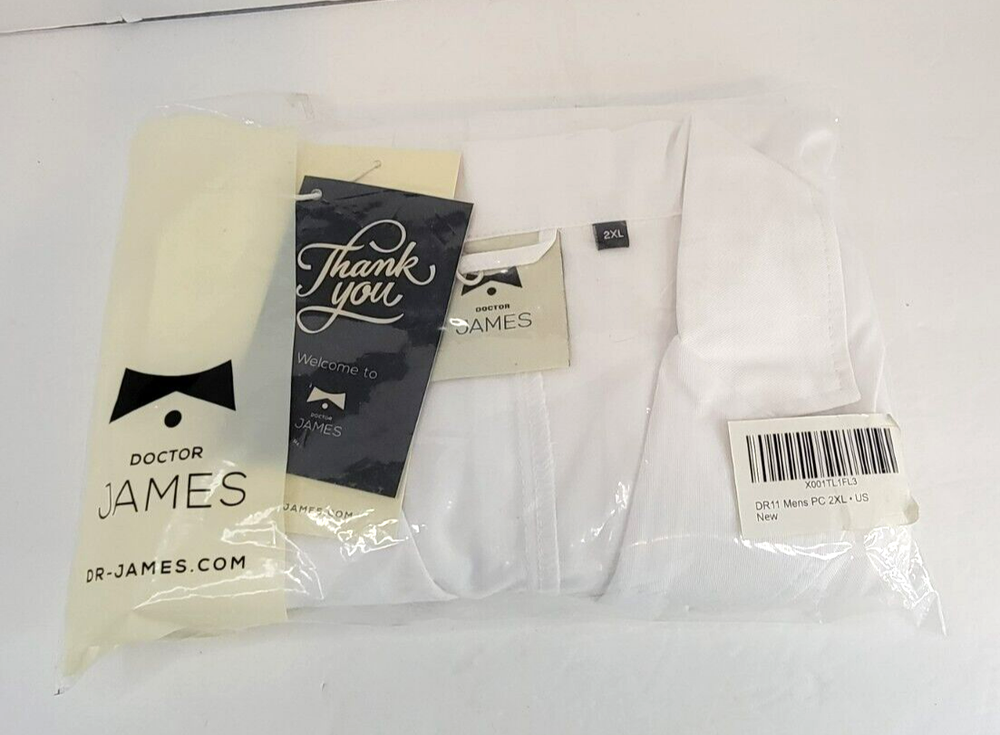 DOCTOR
JAMES
DR-JAMES.COM
Thank
you
Welcome to
DOCTOR
JAMES
JAMES.COM
DOCTOR
JAMES
2XL
X001TL1FL3
DR11 Mens PC 2XL • US
New